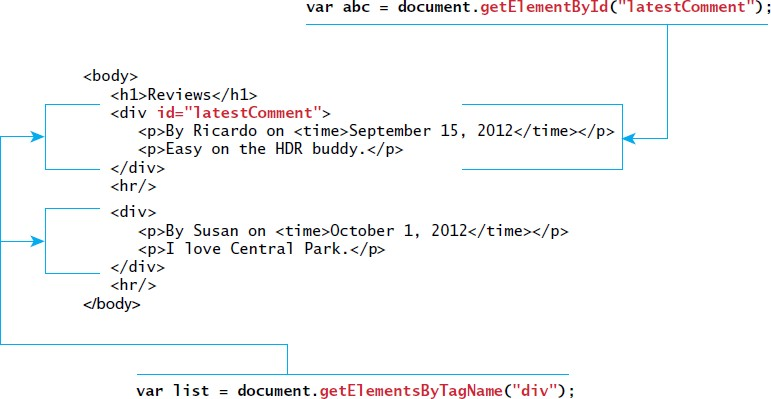 var abc = document.getElementById("latestComment");
<body>
<h1>Reviews</h1>
<div id="latestComment">
<p>By Ricardo on <time>September 15, 2012</time></p>
<p>Easy on the HDR buddy.</p>
</div>
<hr/>
<div>
<p>By Susan on <time>October 1, 2012</time></p>
<p>I love Central Park.</p>
</div>
<hr/>
</body>
var list = document.getElementsByTagName("div");